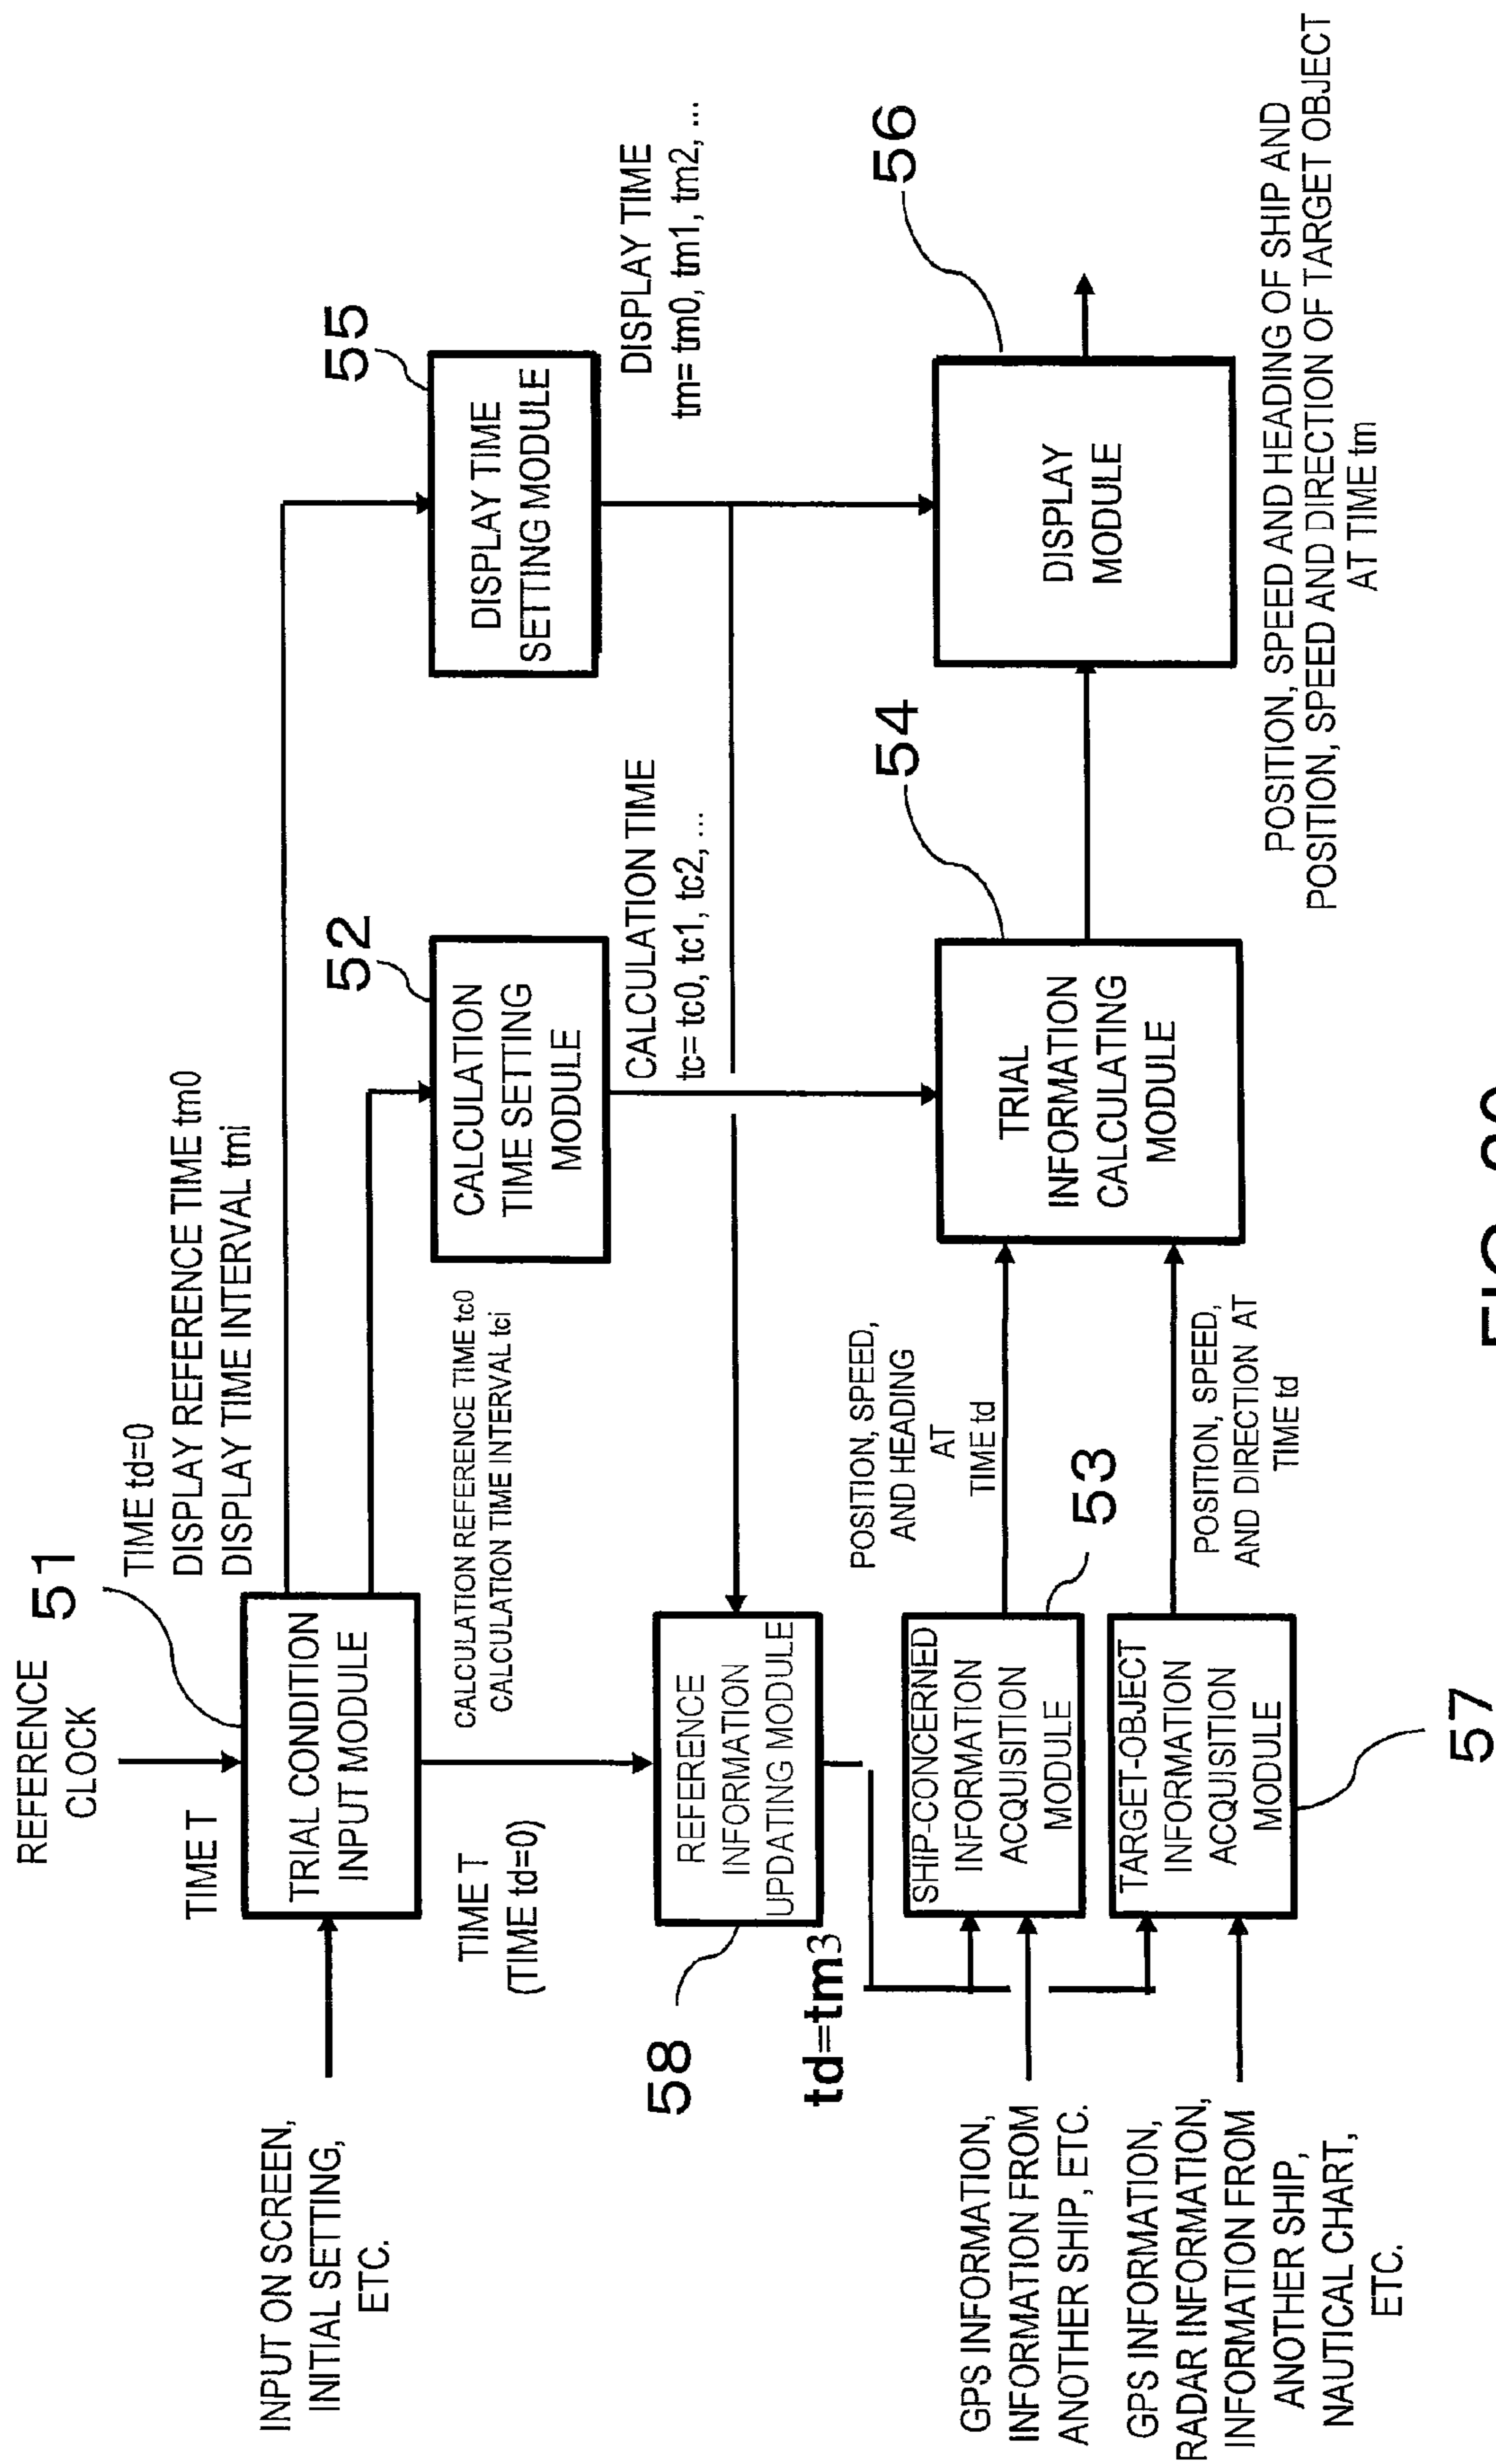 REFERENCE
CLOCK
51
TIME T
TIME td=0
DISPLAY REFERENCE TIME tm0
DISPLAY TIME INTERVAL tmi
INPUT ON SCREEN,
INITIAL SETTING,
ETC.
TRIAL CONDITION
INPUT MODULE
52
55
CALCULATION REFERENCE TIME tc0
CALCULATION TIME INTERVAL tci
CALCULATION
TIME SETTING
MODULE
DISPLAY TIME
SETTING MODULE
TIME T
(TIME td=0)
CALCULATION TIME
tc= tc0, tc1, tc2, ...
DISPLAY TIME
tm= tm0, tm1, tm2, ...
58
REFERENCE
INFORMATION
UPDATING MODULE
td=tm3
POSITION, SPEED
AND HEADING
AT
TIME td
54
56
GPS INFORMATION,
INFORMATION FROM
ANOTHER SHIP, ETC.
SHIP-CONCERNED
INFORMATION
ACQUISITION
MODULE
53
TRIAL
INFORMATION
CALCULATING
MODULE
DISPLAY
MODULE
GPS INFORMATION,
RADAR INFORMATION,
INFORMATION FROM
ANOTHER SHIP,
NAUTICAL CHART,
ETC.
TARGET-OBJECT
INFORMATION
ACQUISITION
MODULE
POSITION, SPEED,
AND DIRECTION AT
TIME td
POSITION, SPEED AND HEADING OF SHIP AND
POSITION, SPEED AND DIRECTION OF TARGET OBJECT
AT TIME tm
57